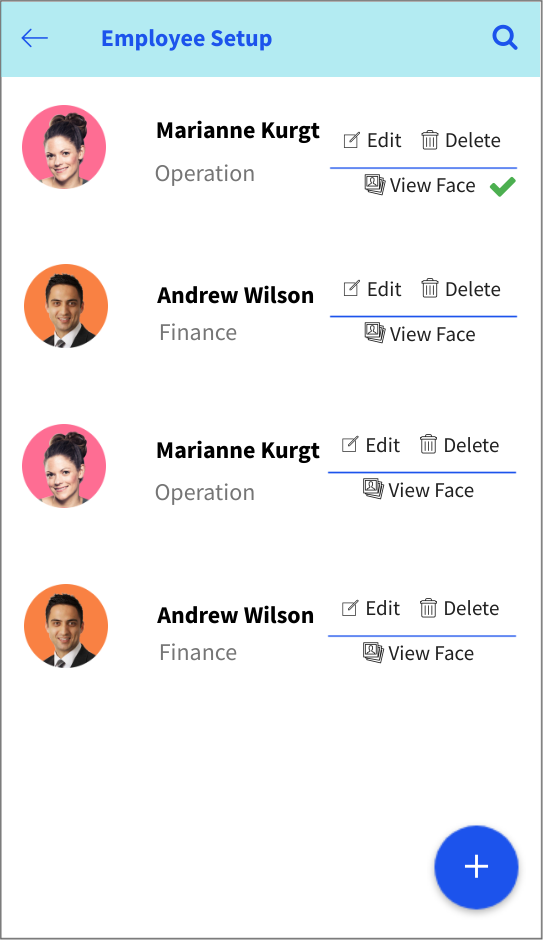 Employee Setup
Marianne Kurgt
Edit Delete
Operation
View Face
Andrew Wilson
Edit Delete
Finance
View Face
Marianne Kurgt
Edit Delete
Operation
View Face
Andrew Wilson
Edit Delete
Finance
View Face